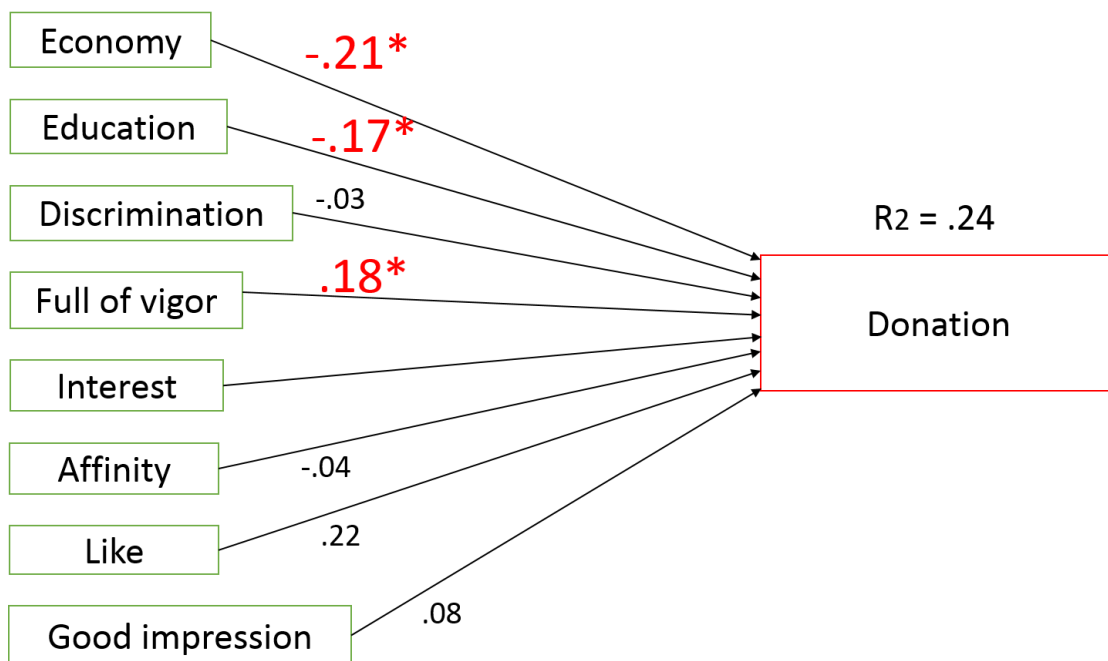 Economy
-.21*
Education
-.17*
Discrimination
-.03
R2 = .24
Full of vigor
.18*
Donation
Interest
Affinity
-.04
Like
.22
Good impression
.08